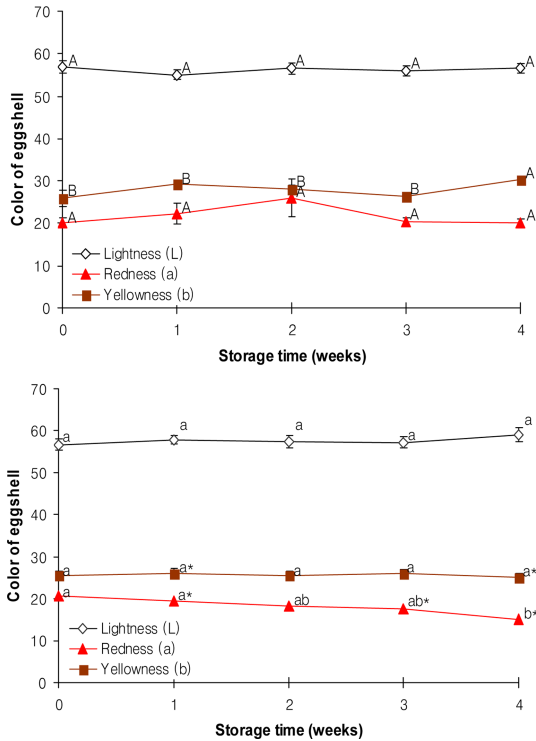 70
60
A A A A A
50
Color of eggshell
40
30
B B B B A
20
A A A A A
10
Lightness (L)
Redness (a)
Yellowness (b)
0
0 1 2 3 4
Storage time (weeks)
70
60
a a a a a
50
Color of eggshell
40
30
a a* a a a*
20
a a* ab ab* b*
10
Lightness (L)
Redness (a)
Yellowness (b)
0
0 1 2 3 4
Storage time (weeks)